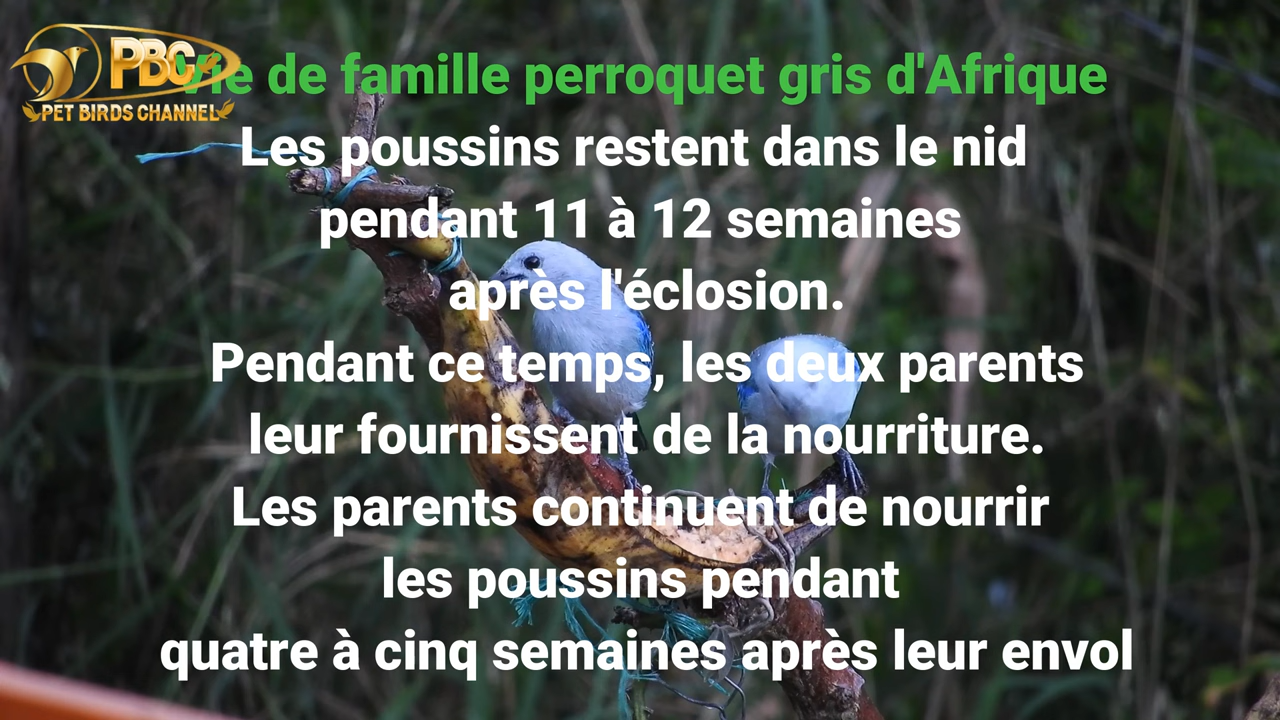 PBC
PET BIRDS CHANNEL
Vie de famille perroquet gris d'Afrique
Les poussins restent dans le nid
pendant 11 à 12 semaines
après l'éclosion.
Pendant ce temps, les deux parents
leur fournissent de la nourriture.
Les parents continuent de nourrir
les poussins pendant
quatre à cinq semaines après leur envol